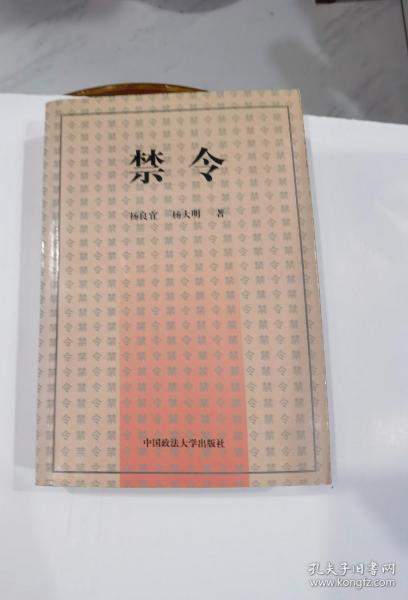 禁令
杨良宜 杨大明 著
中国政法大学出版社
孔夫子旧书网
www.kongfz.com